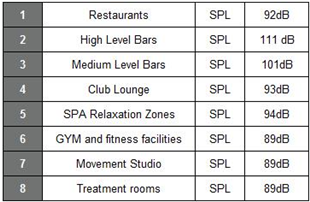 1 Restaurants SPL 92dB
2 High Level Bars SPL 111 dB
3 Medium Level Bars SPL 101dB
4 Club Lounge SPL 93dB
5 SPA Relaxation Zones SPL 94dB
6 GYM and fitness facilities SPL 89dB
7 Movement Studio SPL 89dB
8 Treatment rooms SPL 89dB